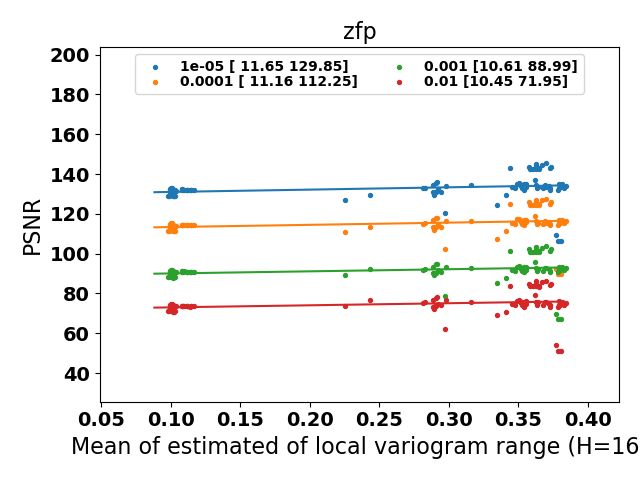 zfp
1e-05 [ 11.65 129.85]
0.0001 [ 11.16 112.25]
0.001 [10.61 88.99]
0.01 [10.45 71.95]
PSNR
200
180
160
140
120
100
80
60
40
0.05 0.10 0.15 0.20 0.25 0.30 0.35 0.40
Mean of estimated of local variogram range (H=16